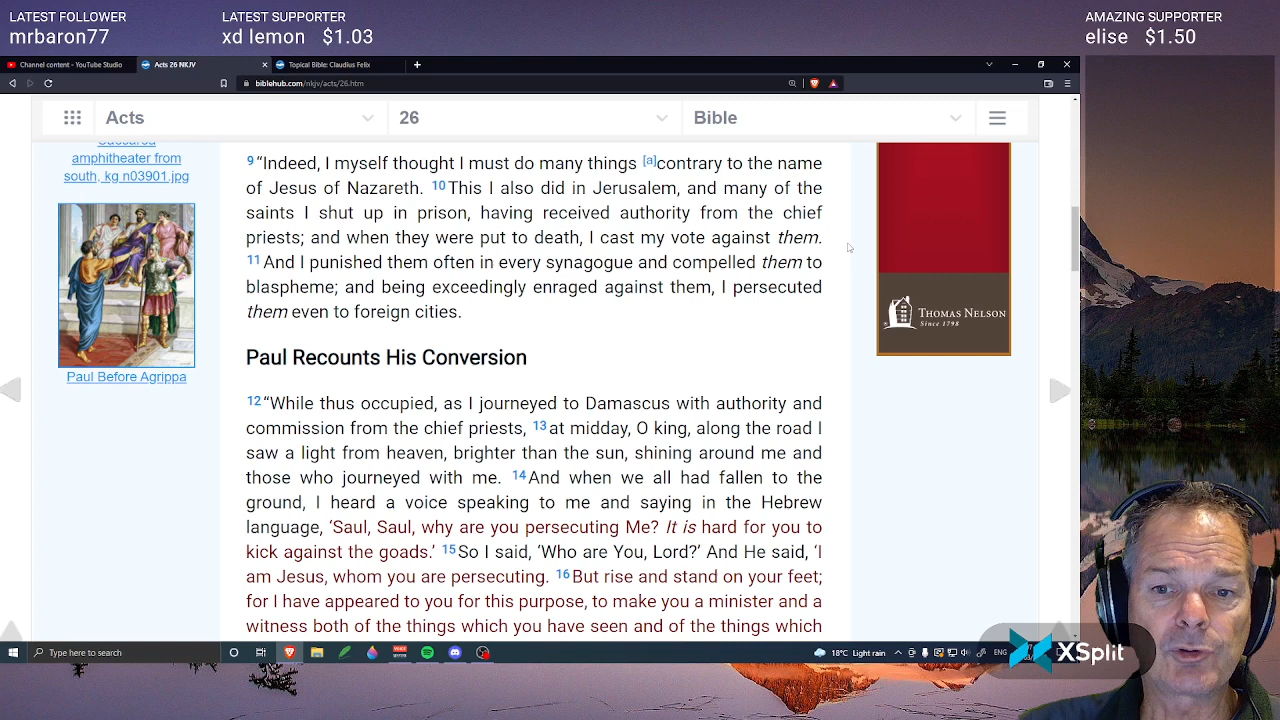 LATEST FOLLOWER
mrbaron77
LATEST SUPPORTER
xd lemon $1.03
AMAZING SUPPORTER
elise $1.50
Channel content - YouTube Studio
Acts 26 NKJV
Topical Bible: Claudius Felix
biblehub.com/nkjv/acts/26.htm
Acts
26
Bible
amphitheater from
south, kg n03901.jpg
Paul Before Agrippa
9 “Indeed, I myself thought I must do many things [a]contrary to the name
of Jesus of Nazareth. 10 This I also did in Jerusalem, and many of the
saints I shut up in prison, having received authority from the chief
priests; and when they were put to death, I cast my vote against them.
11 And I punished them often in every synagogue and compelled them to
blaspheme; and being exceedingly enraged against them, I persecuted
them even to foreign cities.
Paul Recounts His Conversion
12 “While thus occupied, as I journeyed to Damascus with authority and
commission from the chief priests, 13 at midday, O king, along the road I
saw a light from heaven, brighter than the sun, shining around me and
those who journeyed with me. 14 And when we all had fallen to the
ground, I heard a voice speaking to me and saying in the Hebrew
language, ‘Saul, Saul, why are you persecuting Me? It is hard for you to
kick against the goads.’ 15 So I said, ‘Who are You, Lord?’ And He said, ‘I
am Jesus, whom you are persecuting. 16 But rise and stand on your feet;
for I have appeared to you for this purpose, to make you a minister and a
witness both of the things which you have seen and of the things which
THOMAS NELSON
Since 1798
Type here to search
18°C Light rain
ENG
XSplit